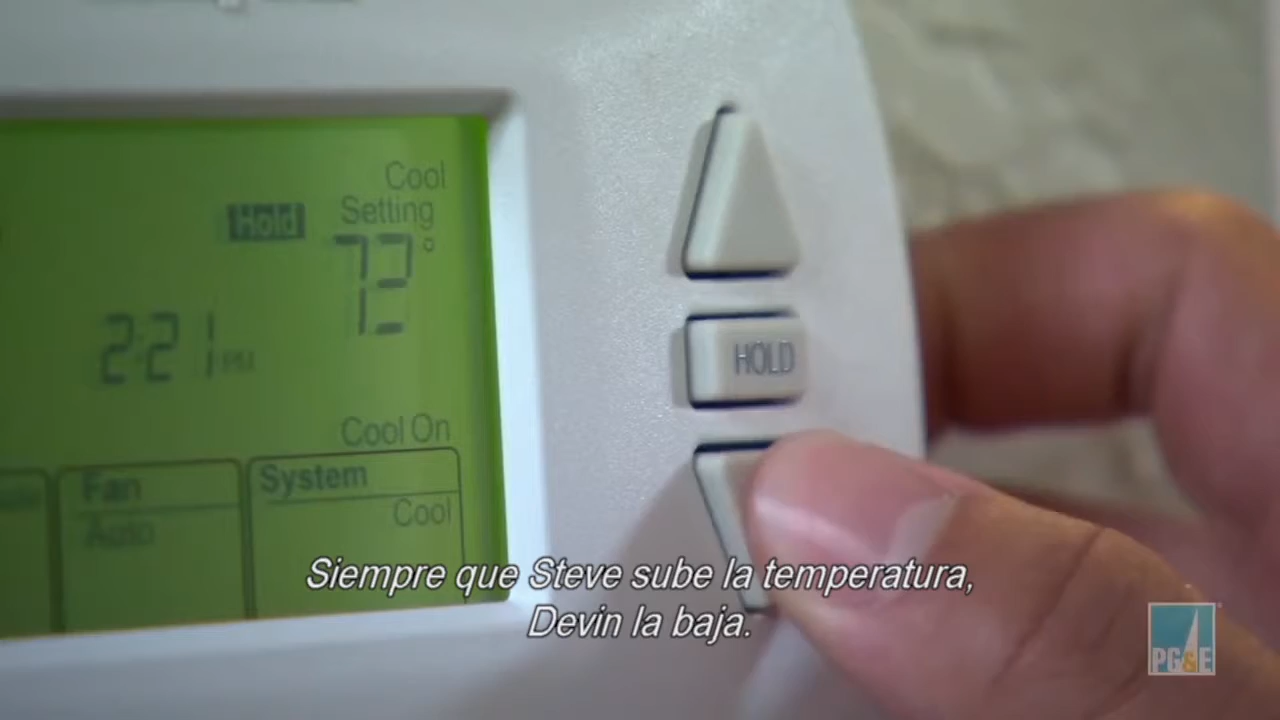 Cool
Hold Setting
72°
2:21 PM
HOLD
Cool On
Fan System
Auto Cool
Siempre que Steve sube la temperatura,
Devin la baja.
PG&E